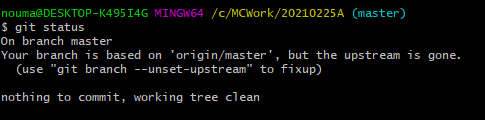 nouma@DESKTOP-K495I4G MINGW64 /c/MCWork/20210225A (master)
$ git status
On branch master
Your branch is based on 'origin/master', but the upstream is gone.
  (use "git branch --unset-upstream" to fixup)

nothing to commit, working tree clean